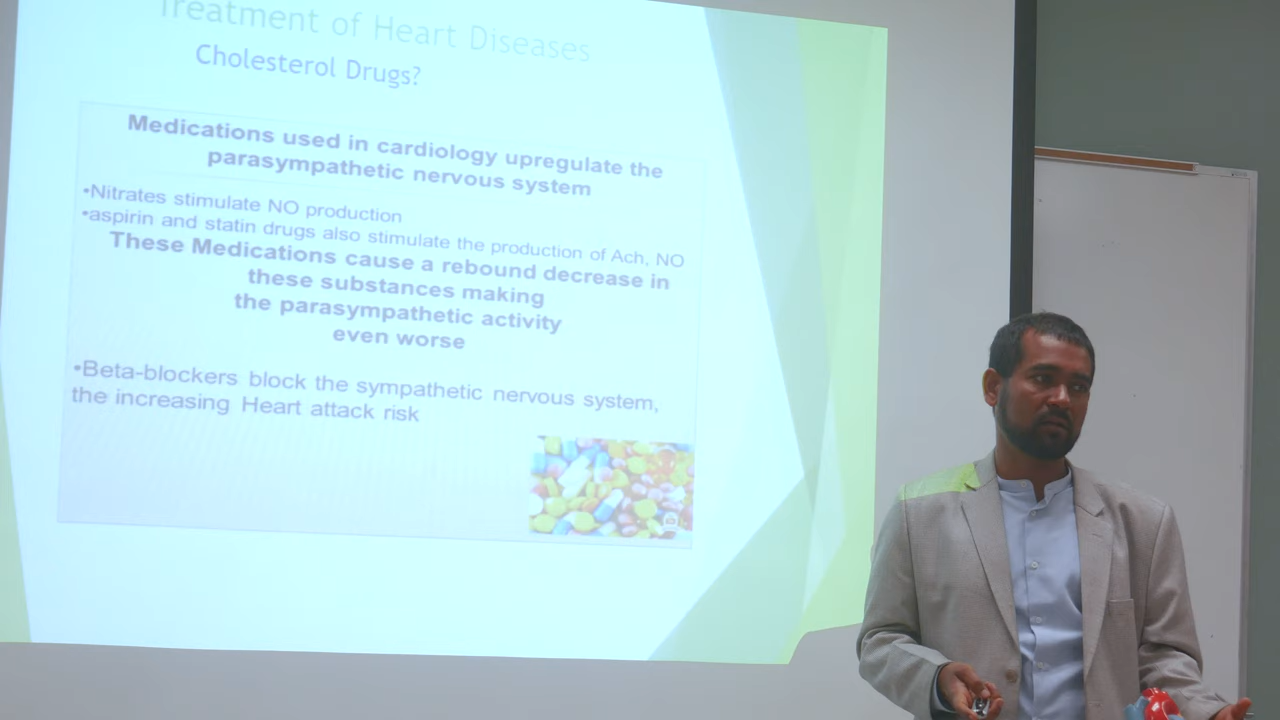 Treatment of Heart Diseases
Cholesterol Drugs?
Medications used in cardiology upregulate the
parasympathetic nervous system
•Nitrates stimulate NO production
•aspirin and statin drugs also stimulate the production of Ach, NO
These Medications cause a rebound decrease in
these substances making
the parasympathetic activity
even worse
•Beta-blockers block the sympathetic nervous system,
the increasing Heart attack risk